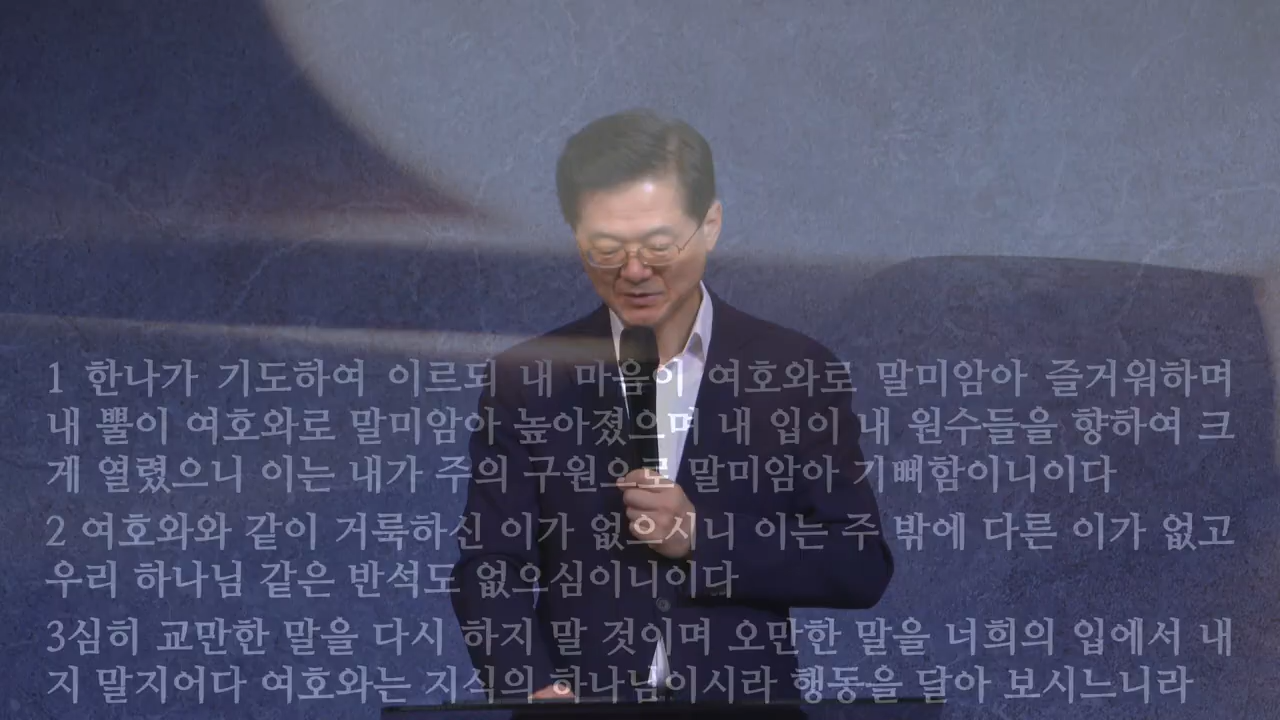 1 한나가 기도하여 이르되 내 마음이 여호와로 말미암아 즐거워하며
내 뿔이 여호와로 말미암아 높아졌으며 내 입이 내 원수들을 향하여 크
게 열렸으니 이는 내가 주의 구원으로 말미암아 기뻐함이니이다
2 여호와와 같이 거룩하신 이가 없으시니 이는 주 밖에 다른 이가 없고
우리 하나님 같은 반석도 없으심이니이다
3심히 교만한 말을 다시 하지 말 것이며 오만한 말을 너희의 입에서 내
지 말지어다 여호와는 지식의 하나님이시라 행동을 달아 보시느니라